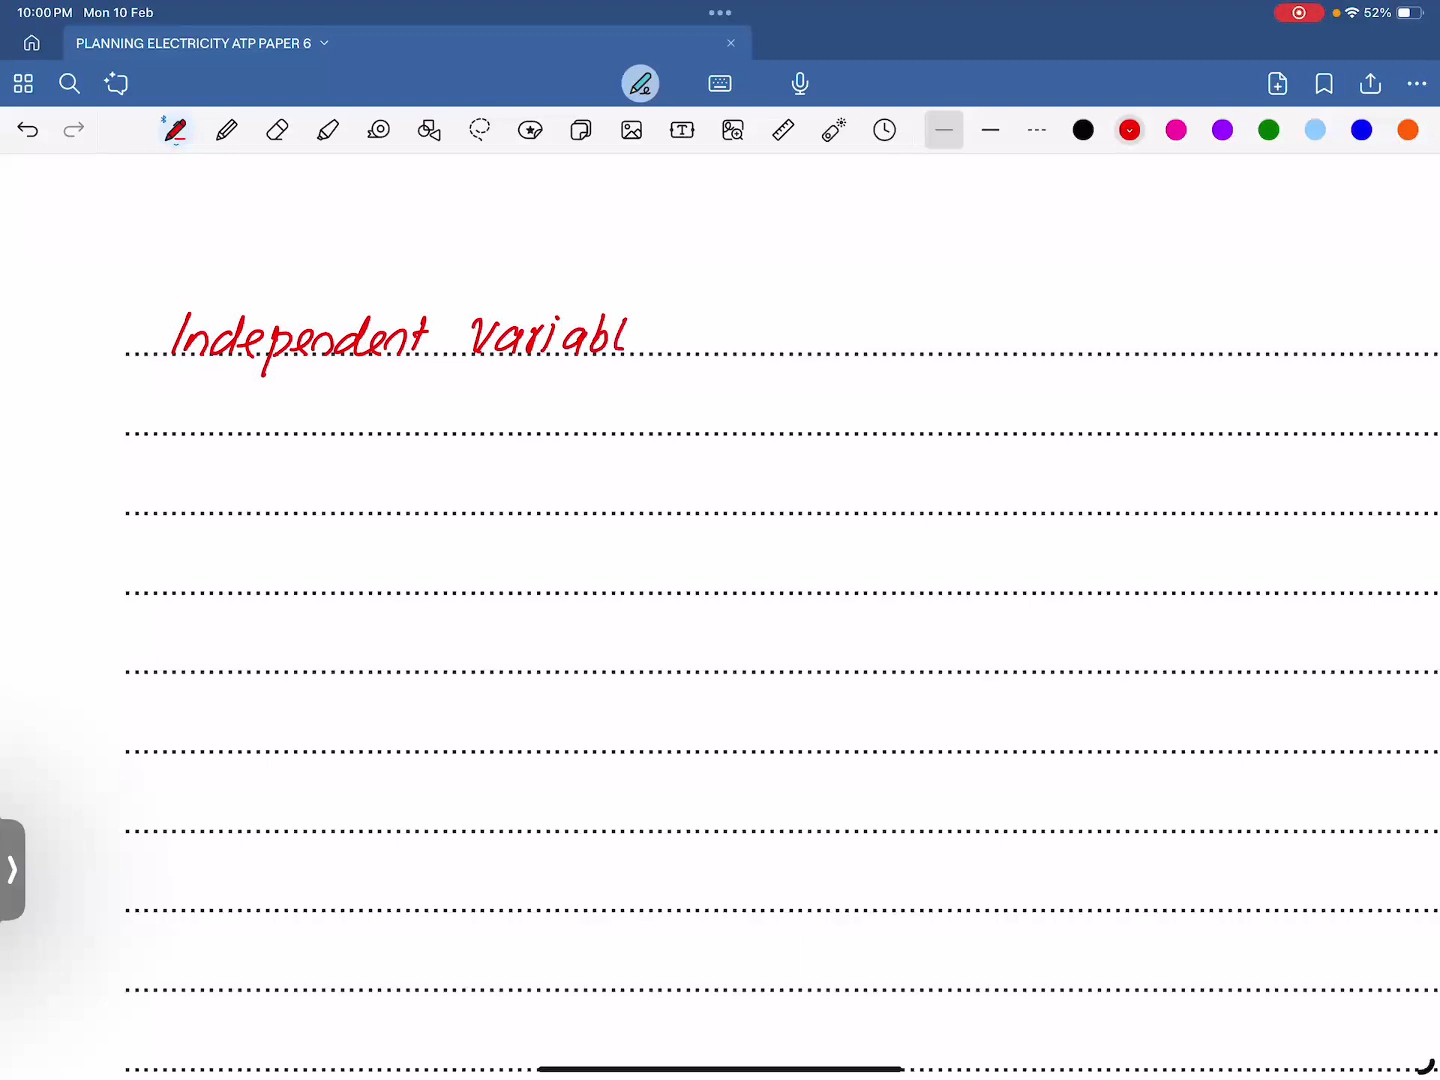 10:00 PM Mon 10 Feb 52%
PLANNING ELECTRICITY ATP PAPER 6
Independent Variabl